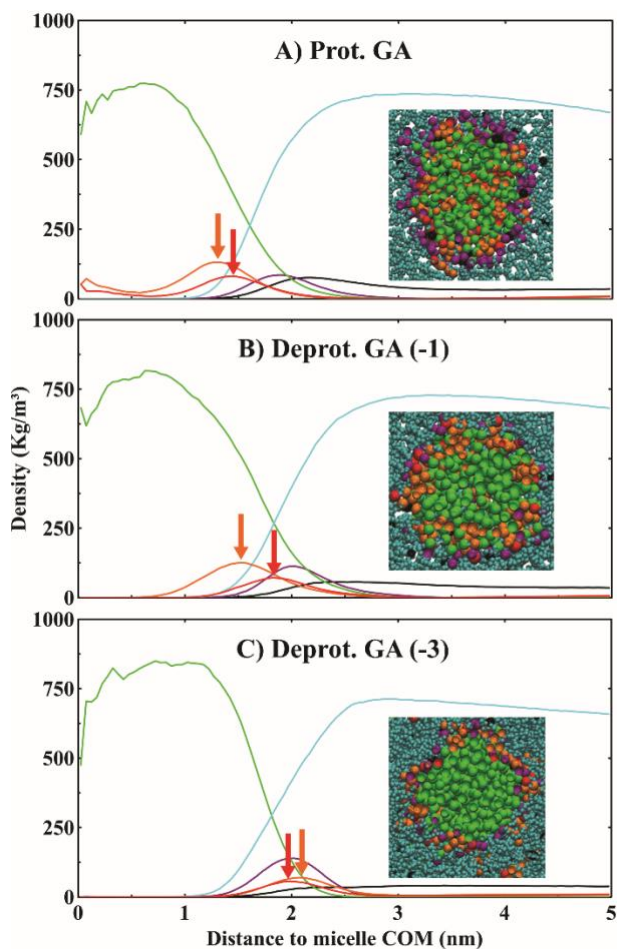 1000
A) Prot. GA
750
500
250
0
1000
B) Deprot. GA (-1)
750
500
250
0
1000
C) Deprot. GA (-3)
750
500
250
0
0 1 2 3 4 5
Density (Kg/m³)
Distance to micelle COM (nm)